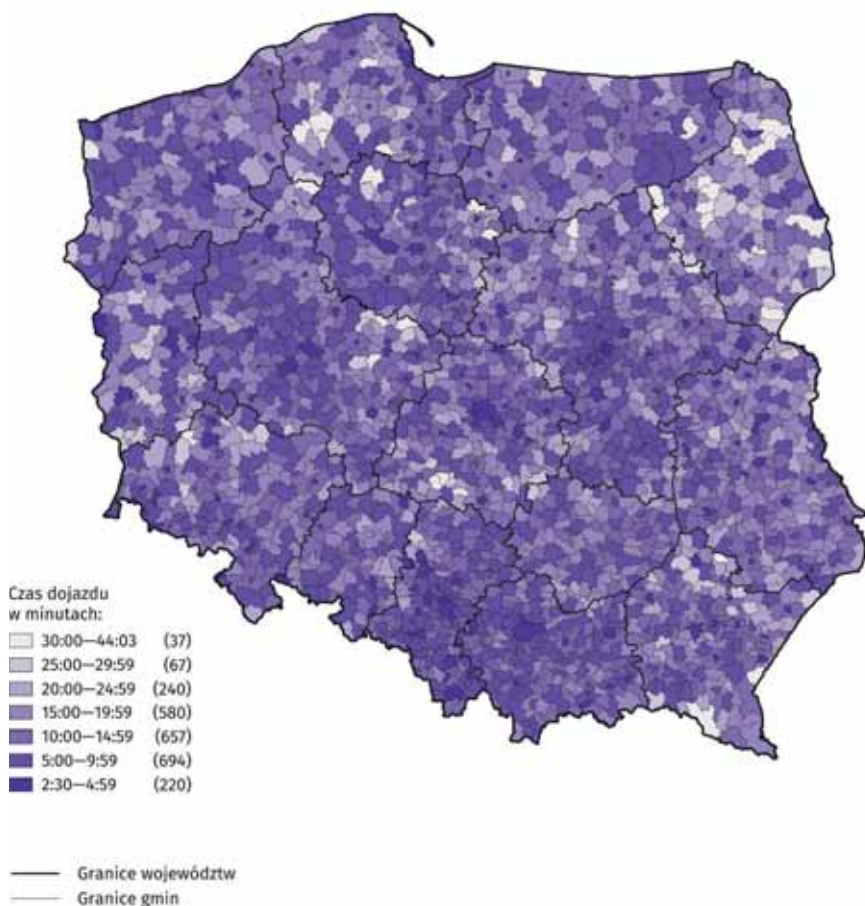 Czas dojazdu
w minutach:
30:00—44:03 (37)
25:00—29:59 (67)
20:00—24:59 (240)
15:00—19:59 (580)
10:00—14:59 (657)
5:00—9:59 (694)
2:30—4:59 (220)
Granice województw
Granice gmin